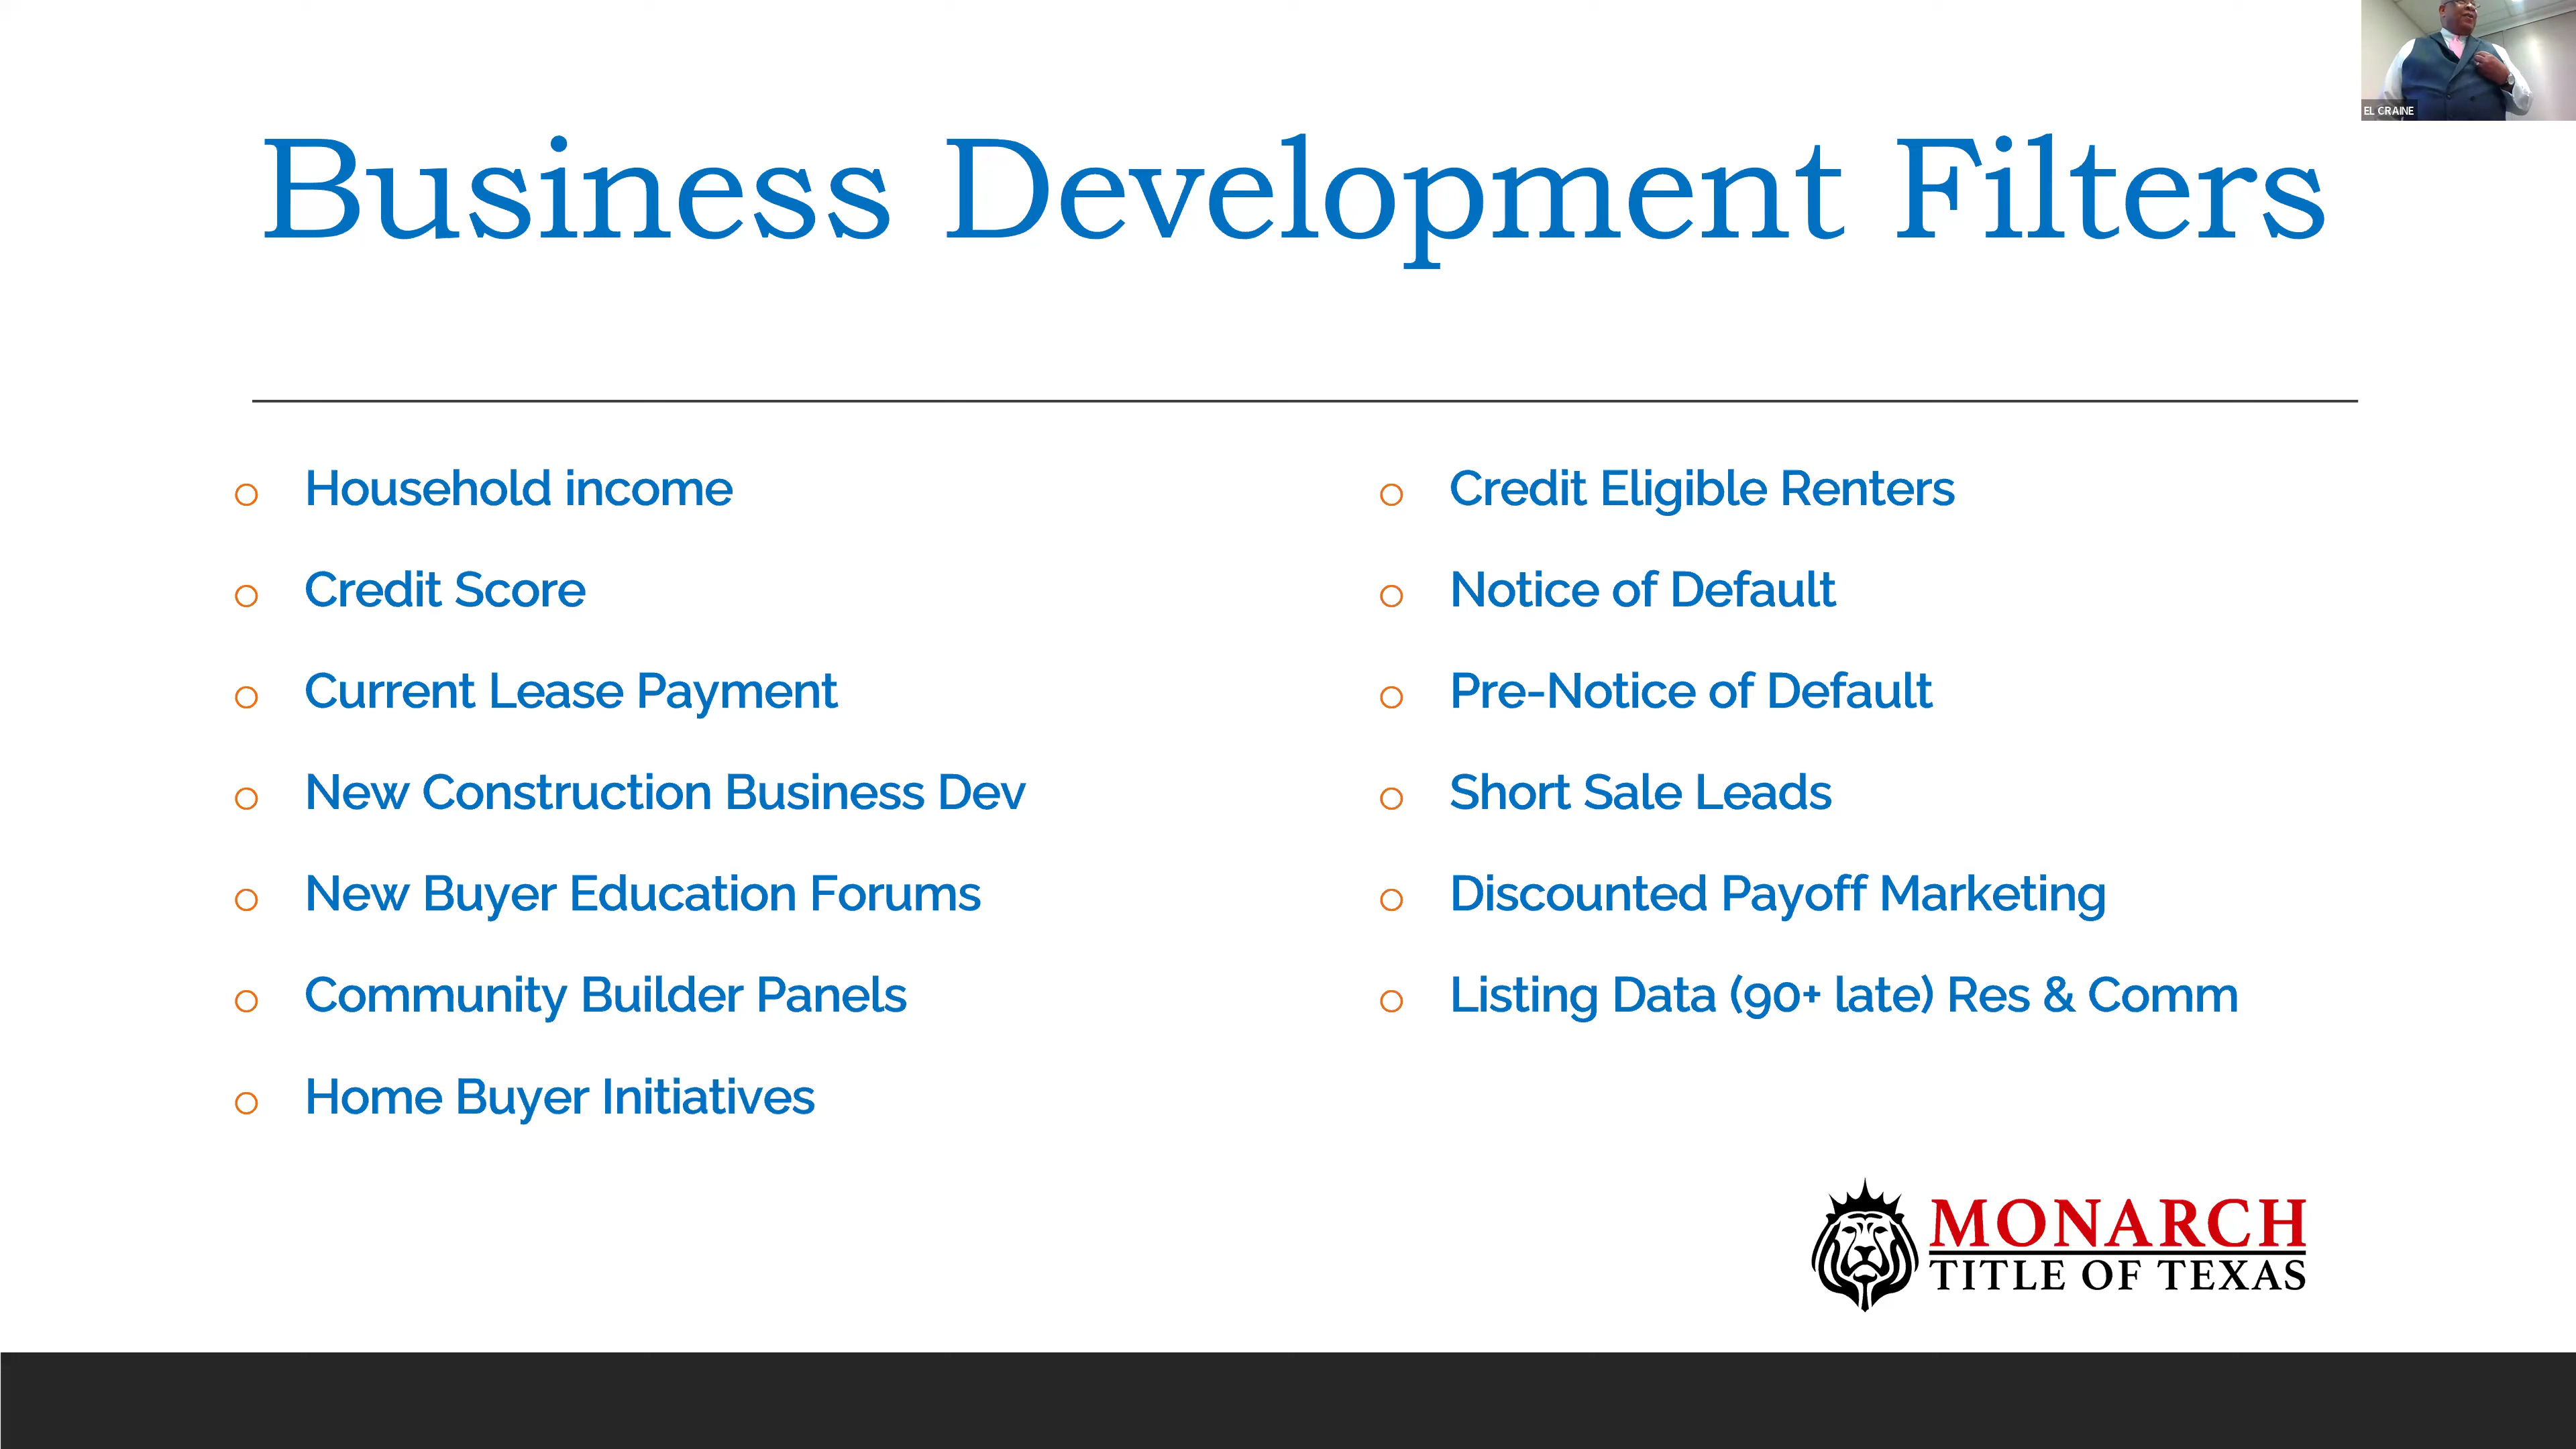 EL CRAINE
Business Development Filters
Household income
Credit Score
Current Lease Payment
New Construction Business Dev
New Buyer Education Forums
Community Builder Panels
Home Buyer Initiatives
Credit Eligible Renters
Notice of Default
Pre-Notice of Default
Short Sale Leads
Discounted Payoff Marketing
Listing Data (90+ late) Res & Comm
MONARCH
TITLE OF TEXAS